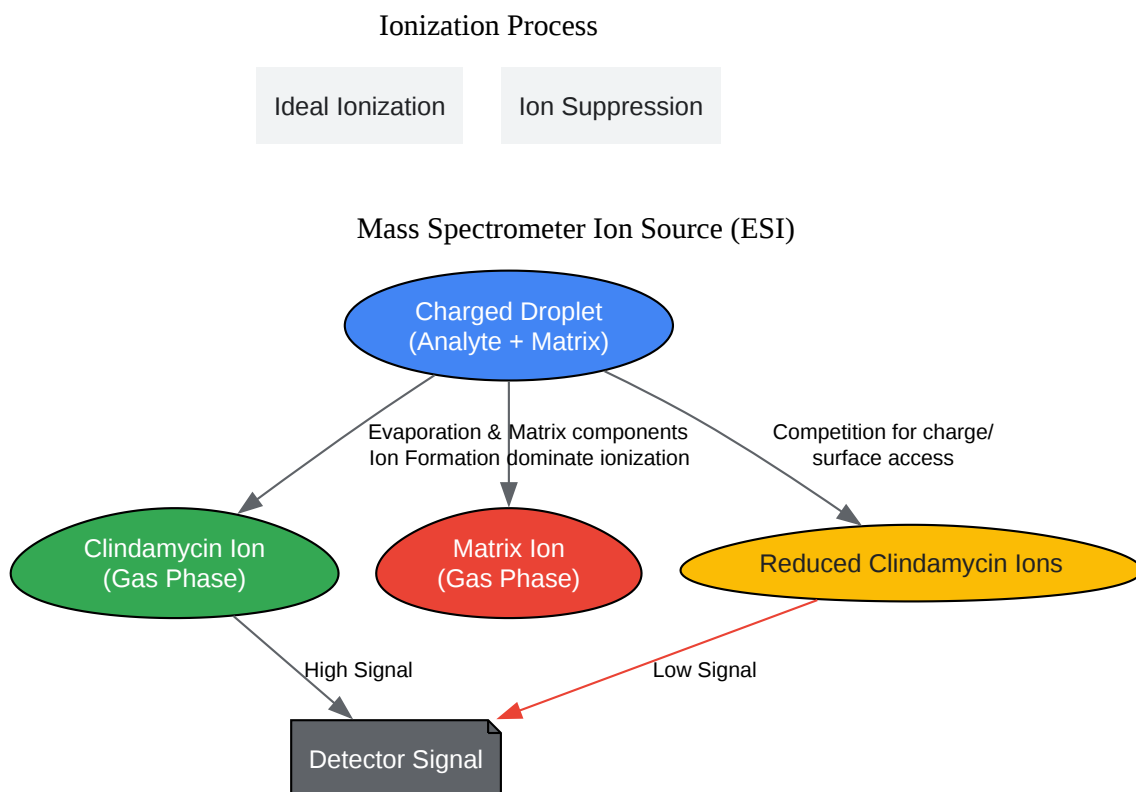 Ionization Process
Ideal Ionization
Ion Suppression
Mass Spectrometer Ion Source (ESI)
Charged Droplet
(Analyte + Matrix)
Evaporation &
Ion Formation
Matrix components
dominate ionization
Competition for charge/
surface access
Clindamycin Ion
(Gas Phase)
Matrix Ion
(Gas Phase)
Reduced Clindamycin Ions
High Signal
Low Signal
Detector Signal